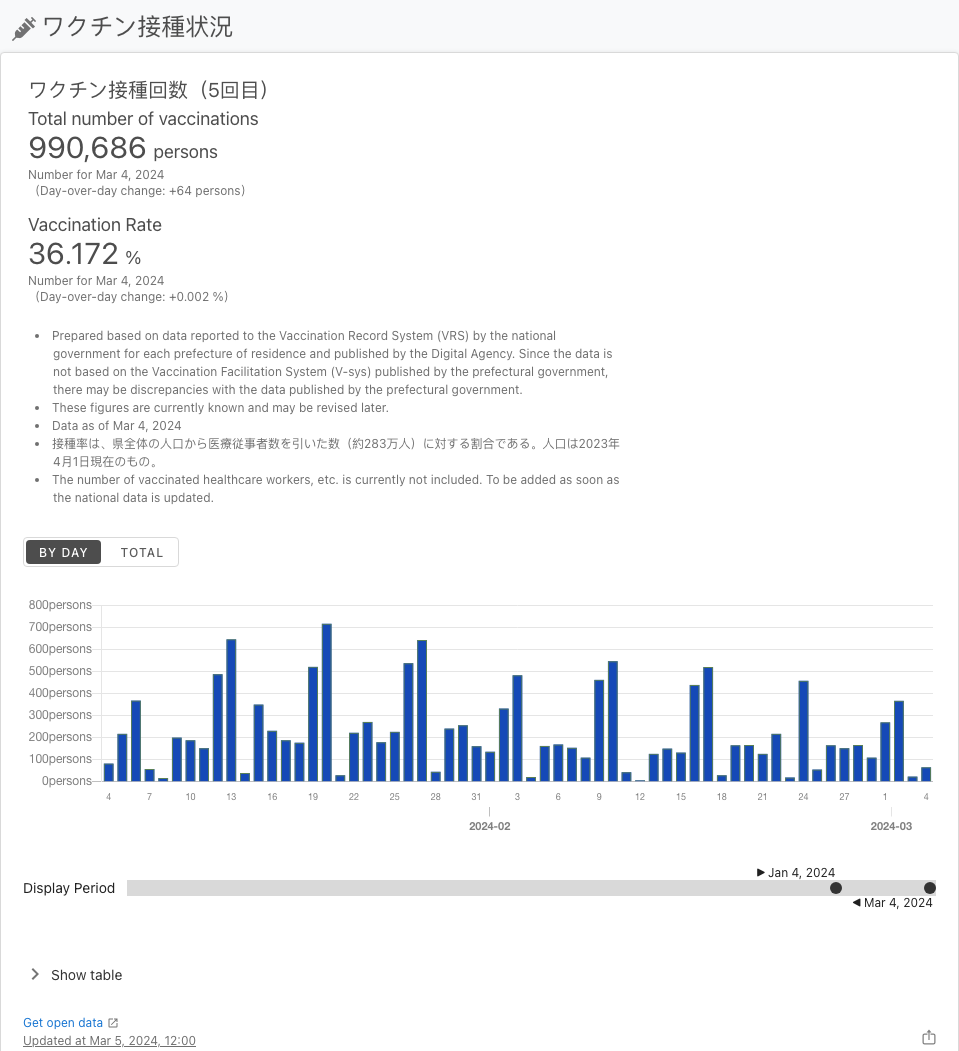 ワクチン接種状況
ワクチン接種回数（5回目）
Total number of vaccinations
990,686 persons
Number for Mar 4, 2024
（Day-over-day change: +64 persons）
Vaccination Rate
36.172 %
Number for Mar 4, 2024
（Day-over-day change: +0.002 %）
• Prepared based on data reported to the Vaccination Record System (VRS) by the national
government for each prefecture of residence and published by the Digital Agency. Since the data is
not based on the Vaccination Facilitation System (V-sys) published by the prefectural government,
there may be discrepancies with the data published by the prefectural government.
• These figures are currently known and may be revised later.
• Data as of Mar 4, 2024
• 接種率は、県全体の人口から医療従事者数を引いた数（約283万人）に対する割合である。人口は2023年
4月1日現在のもの。
• The number of vaccinated healthcare workers, etc. is currently not included. To be added as soon as
the national data is updated.
BY DAY TOTAL
800persons
700persons
600persons
500persons
400persons
300persons
200persons
100persons
0persons
4 7 10 13 16 19 22 25 28 31 3 6 9 12 15 18 21 24 27 1 4
2024-02 2024-03
Jan 4, 2024
Display Period
Mar 4, 2024
Show table
Get open data
Updated at Mar 5, 2024, 12:00